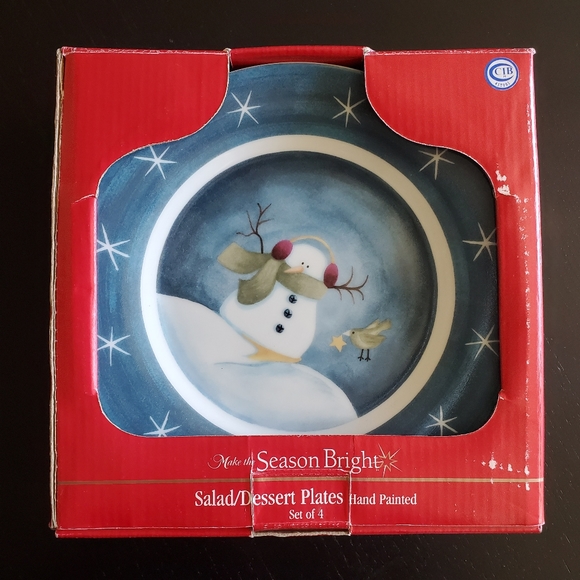 CIB
Make the Season Bright
Salad/Dessert Plates Hand Painted
Set of 4